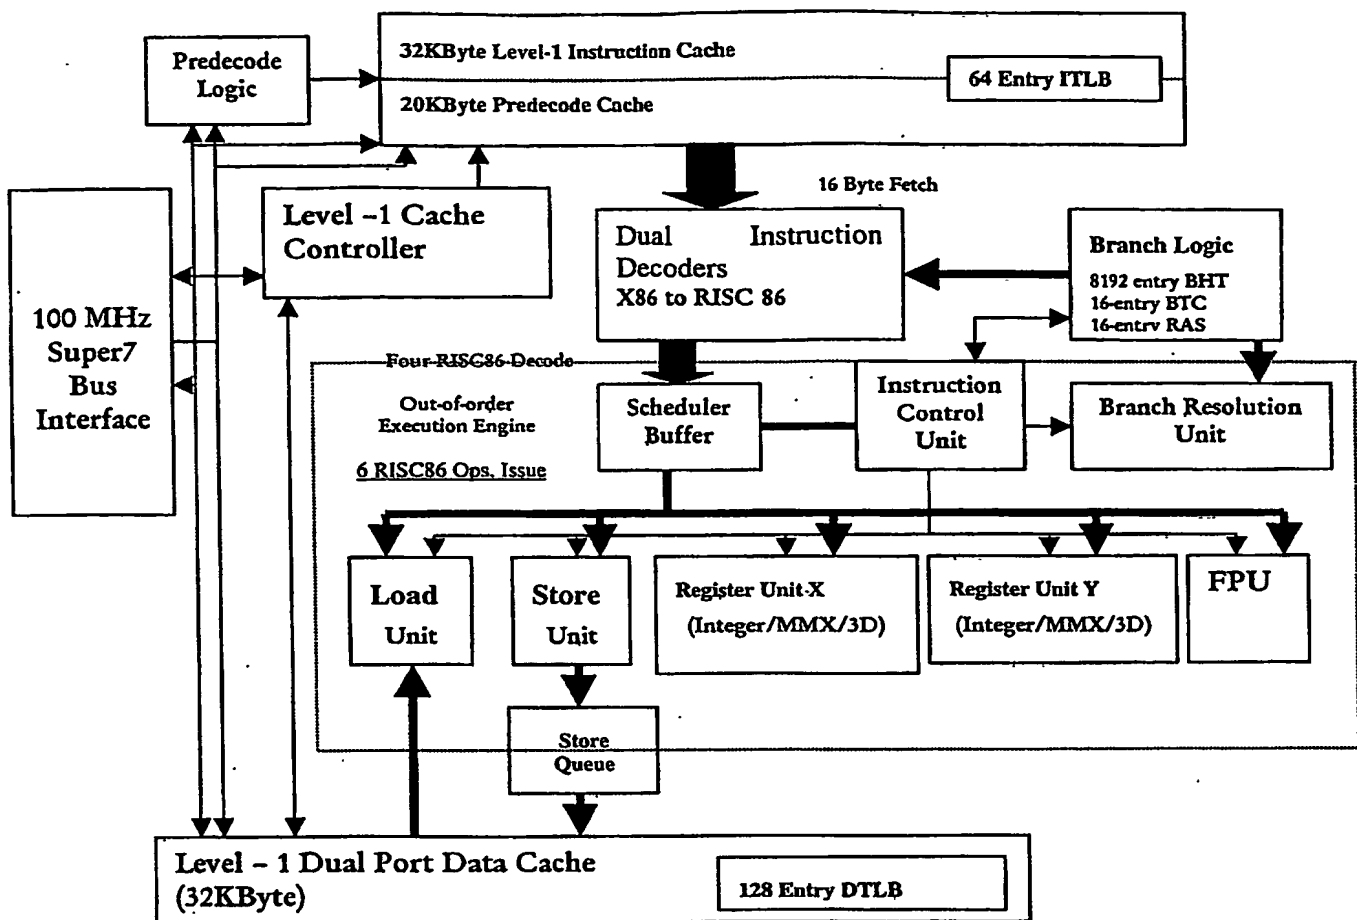 Predecode
Logic
32KByte Level-1 Instruction Cache
64 Entry ITLB
20KByte Predecode Cache
16 Byte Fetch
Level –1 Cache
Controller
Dual Instruction
Decoders
X86 to RISC 86
Branch Logic
8192 entry BHT
16-entry BTC
16-entry RAS
100 MHz
Super7
Bus
Interface
Four RISC86 Decode
Out-of-order
Execution Engine
6 RISC86 Ops. Issue
Scheduler
Buffer
Instruction
Control
Unit
Branch Resolution
Unit
Load
Unit
Store
Unit
Register Unit-X
(Integer/MMX/3D)
Register Unit Y
(Integer/MMX/3D)
FPU
Store
Queue
Level – 1 Dual Port Data Cache
(32KByte)
128 Entry DTLB